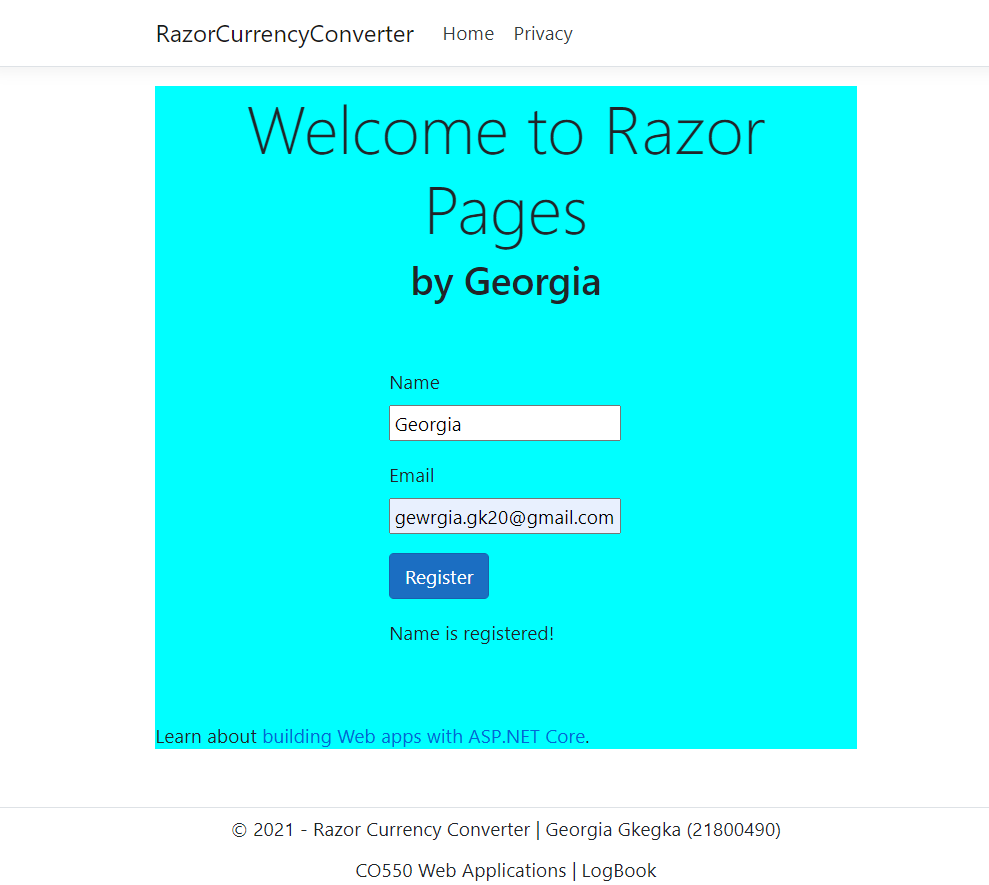 RazorCurrencyConverter Home Privacy
Welcome to Razor
Pages
by Georgia
Name
Georgia
Email
gewrgia.gk20@gmail.com
Register
Name is registered!
Learn about building Web apps with ASP.NET Core.
© 2021 - Razor Currency Converter | Georgia Gkegka (21800490)
CO550 Web Applications | LogBook